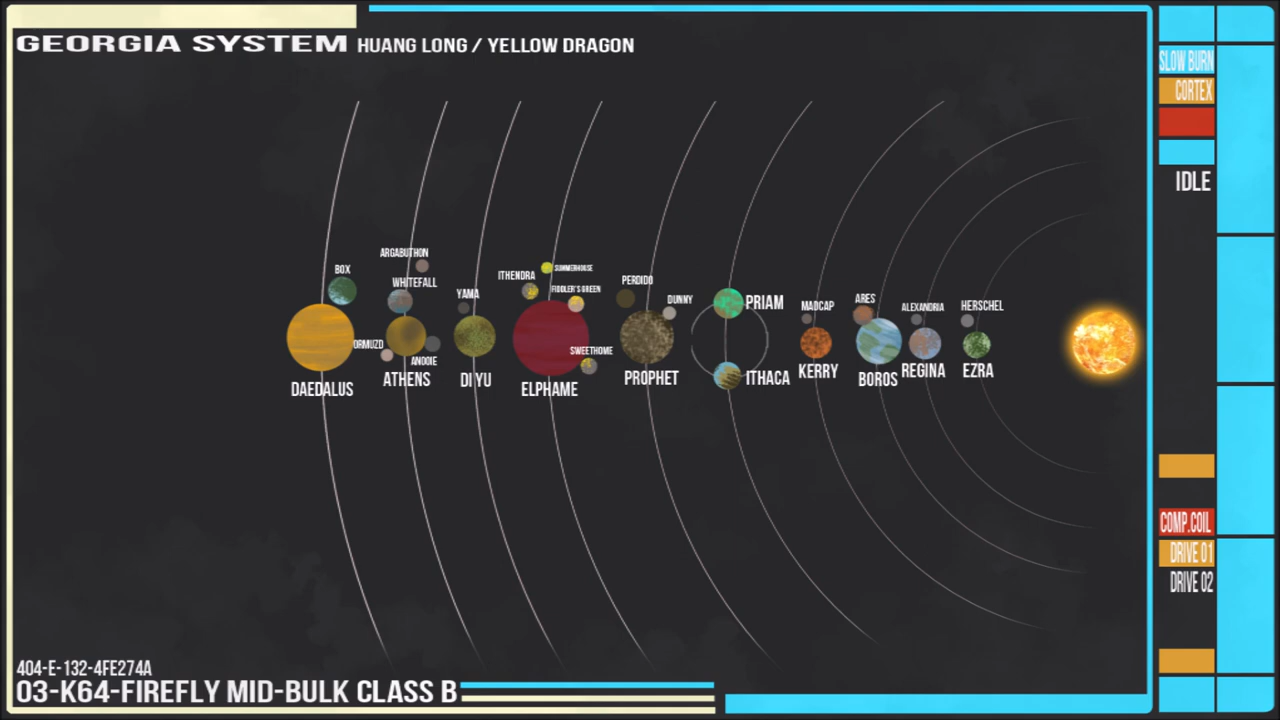 GEORGIA SYSTEM HUANG LONG / YELLOW DRAGON
SLOW BURN
CORTEX
IDLE
ARGABUTHON
BOX
WHITEFALL
YAMA
ITHENDRA
SUMMERHOUSE
FIDDLER'S GREEN
PERDIDO
DUNNY
PRIAM
MADCAP
ARES
ALEXANDRIA
HERSCHEL
ORMUZD
ANDOIE
SWEETHOME
DAEDALUS
ATHENS
DI YU
ELPHAME
PROPHET
ITHACA
KERRY
BOROS
REGINA
EZRA
COMP.COIL
DRIVE 01
DRIVE 02
404-E-132-4FE274A
03-K64-FIREFLY MID-BULK CLASS B